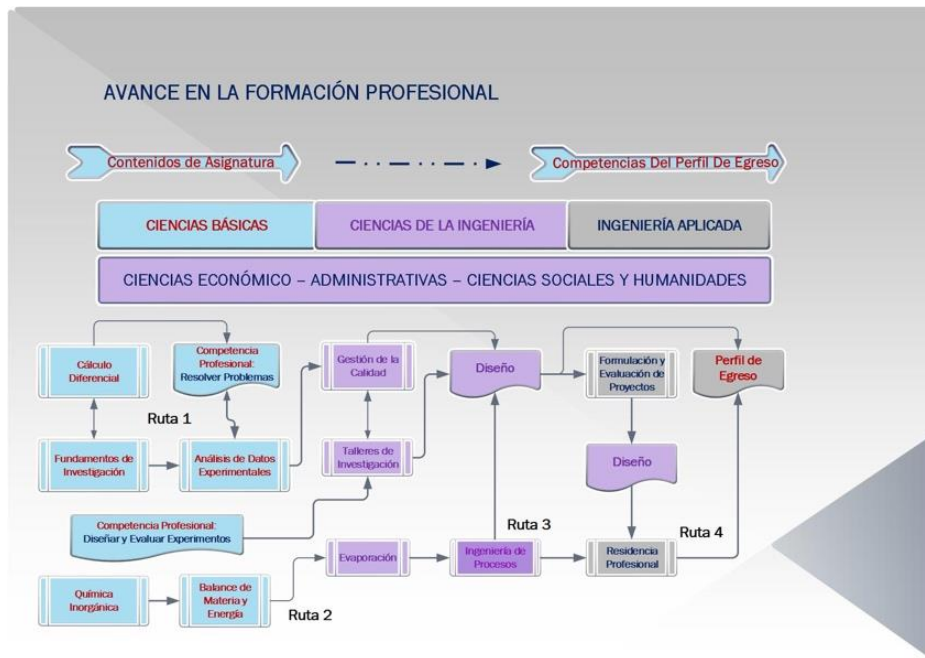 AVANCE EN LA FORMACIÓN PROFESIONAL
Contenidos de Asignatura
Competencias Del Perfil De Egreso
CIENCIAS BÁSICAS
CIENCIAS DE LA INGENIERÍA
INGENIERÍA APLICADA
CIENCIAS ECONÓMICO – ADMINISTRATIVAS – CIENCIAS SOCIALES Y HUMANIDADES
Cálculo
Diferencial
Competencia
Profesional:
Resolver Problemas
Gestión de la
Calidad
Diseño
Formulación y
Evaluación de
Proyectos
Perfil de
Egreso
Ruta 1
Fundamentos de
Investigación
Análisis de Datos
Experimentales
Talleres de
Investigación
Diseño
Competencia Profesional:
Diseñar y Evaluar Experimentos
Ruta 3
Ruta 4
Evaporación
Ingeniería de
Procesos
Residencia
Profesional
Química
Inorgánica
Balance de
Materia y
Energía
Ruta 2